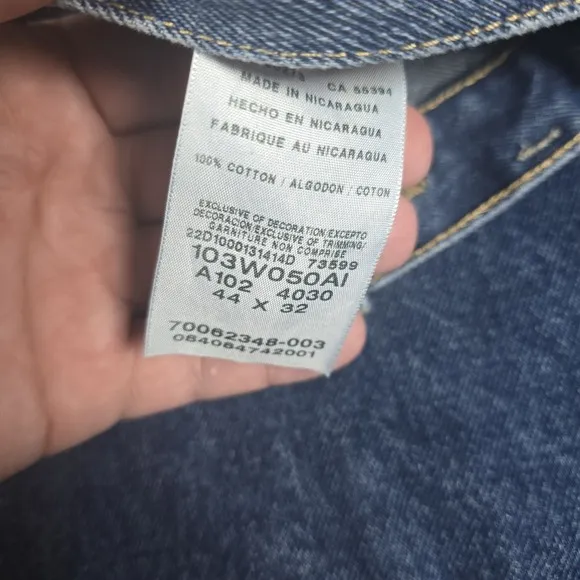 CA 55394
MADE IN NICARAGUA
HECHO EN NICARAGUA
FABRIQUE AU NICARAGUA
100% COTTON / ALGODON / COTON
EXCLUSIVE OF DECORATION/EXCEPTO
DECORACION/EXCLUSIVE OF TRIMMING/
GARNITURE NON COMPRISE
22D1000131414D 73599
103W050AI
A102 4030
44 X 32
70062348-003
084084742001